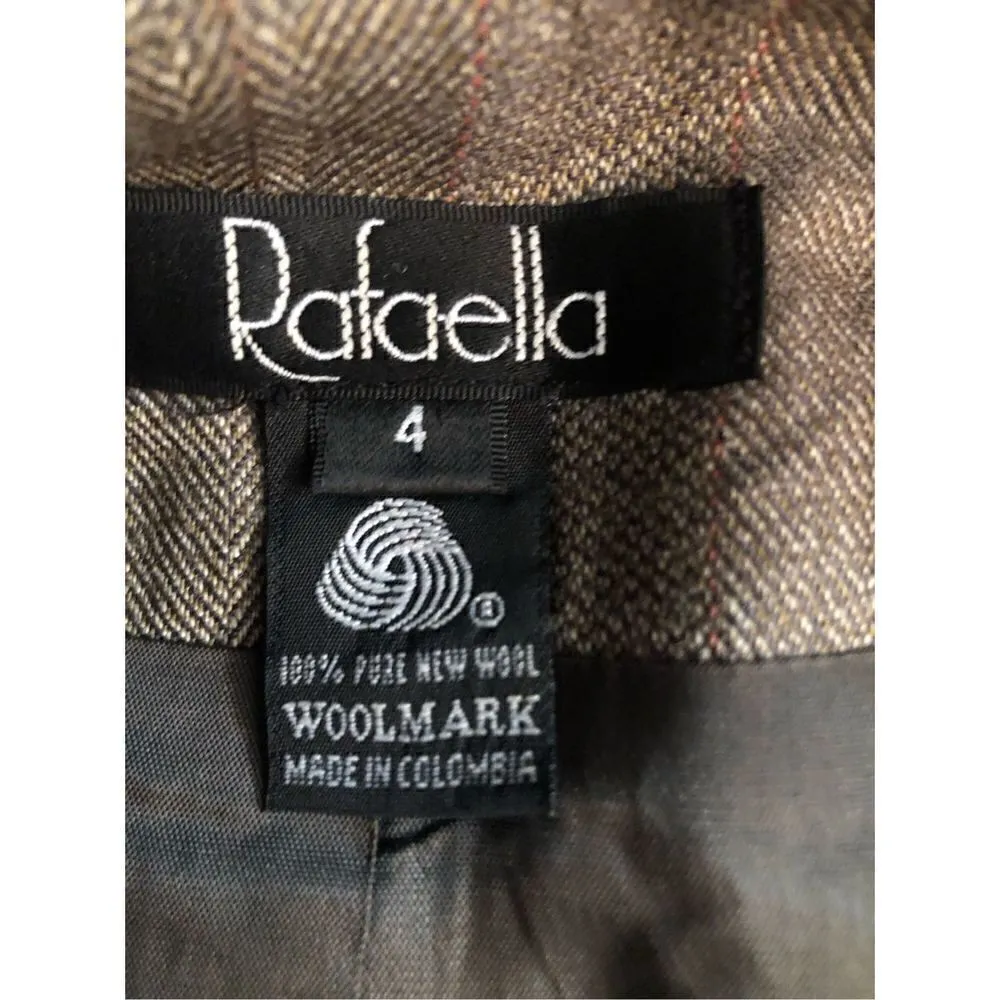 Rafaella
4
®
100% PURE NEW WOOL
WOOLMARK
MADE IN COLOMBIA